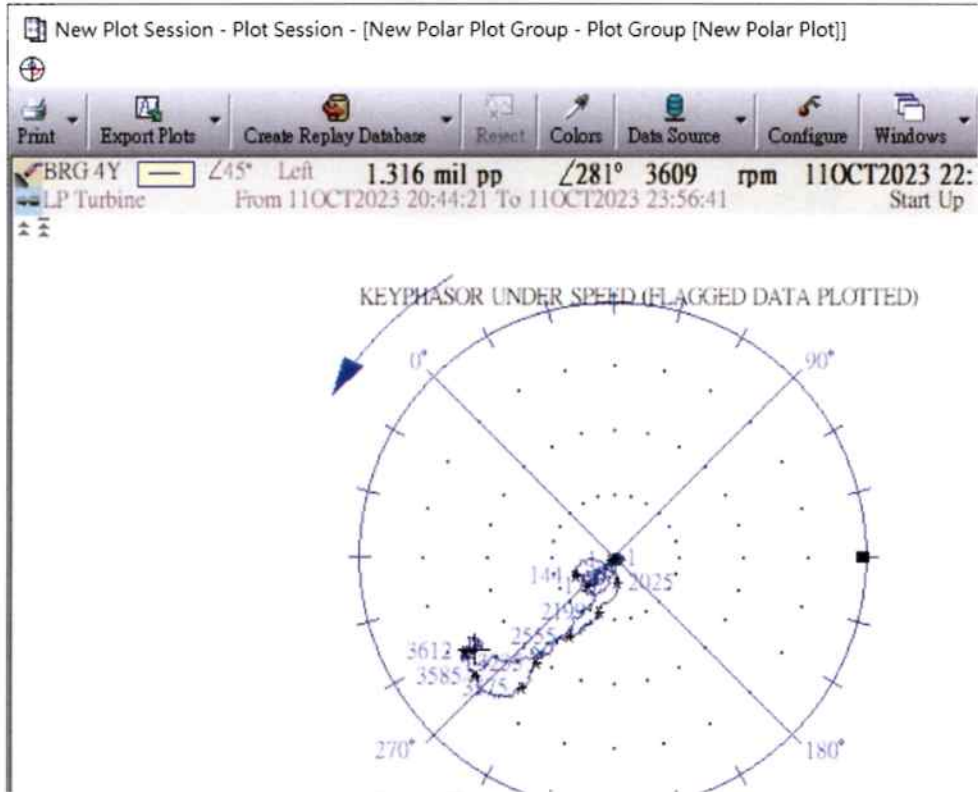 New Plot Session - Plot Session - [New Polar Plot Group - Plot Group [New Polar Plot]]
Print Export Plots Create Replay Database Reject Colors Data Source Configure Windows
BRG 4Y ∠45° Left 1.316 mil pp ∠281° 3609 rpm 11OCT2023 22:
LP Turbine From 11OCT2023 20:44:21 To 11OCT2023 23:56:41 Start Up
KEYPHASOR UNDER SPEED (FLAGGED DATA PLOTTED)
0° 90°
1
2025
2199
2555
3612
3585
270° 180°